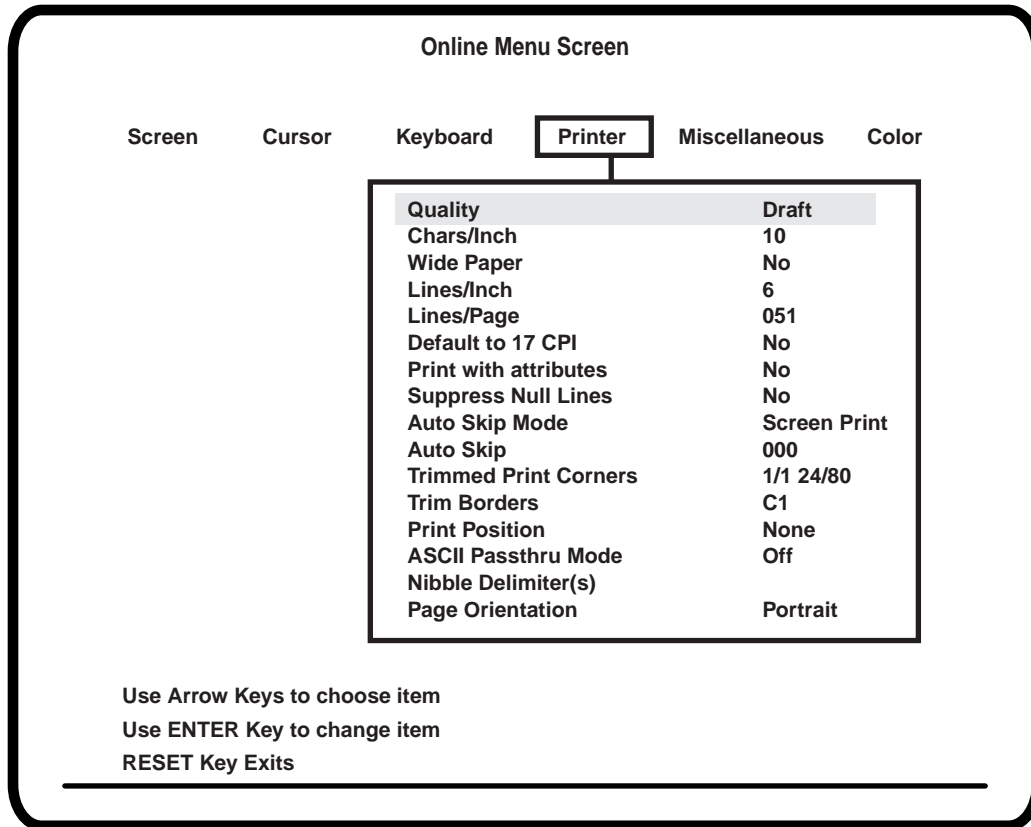 Online Menu Screen
Screen Cursor Keyboard Printer Miscellaneous Color
Quality Draft
Chars/Inch 10
Wide Paper No
Lines/Inch 6
Lines/Page 051
Default to 17 CPI No
Print with attributes No
Suppress Null Lines No
Auto Skip Mode Screen Print
Auto Skip 000
Trimmed Print Corners 1/1 24/80
Trim Borders C1
Print Position None
ASCII Passthru Mode Off
Nibble Delimiter(s)
Page Orientation Portrait
Use Arrow Keys to choose item
Use ENTER Key to change item
RESET Key Exits